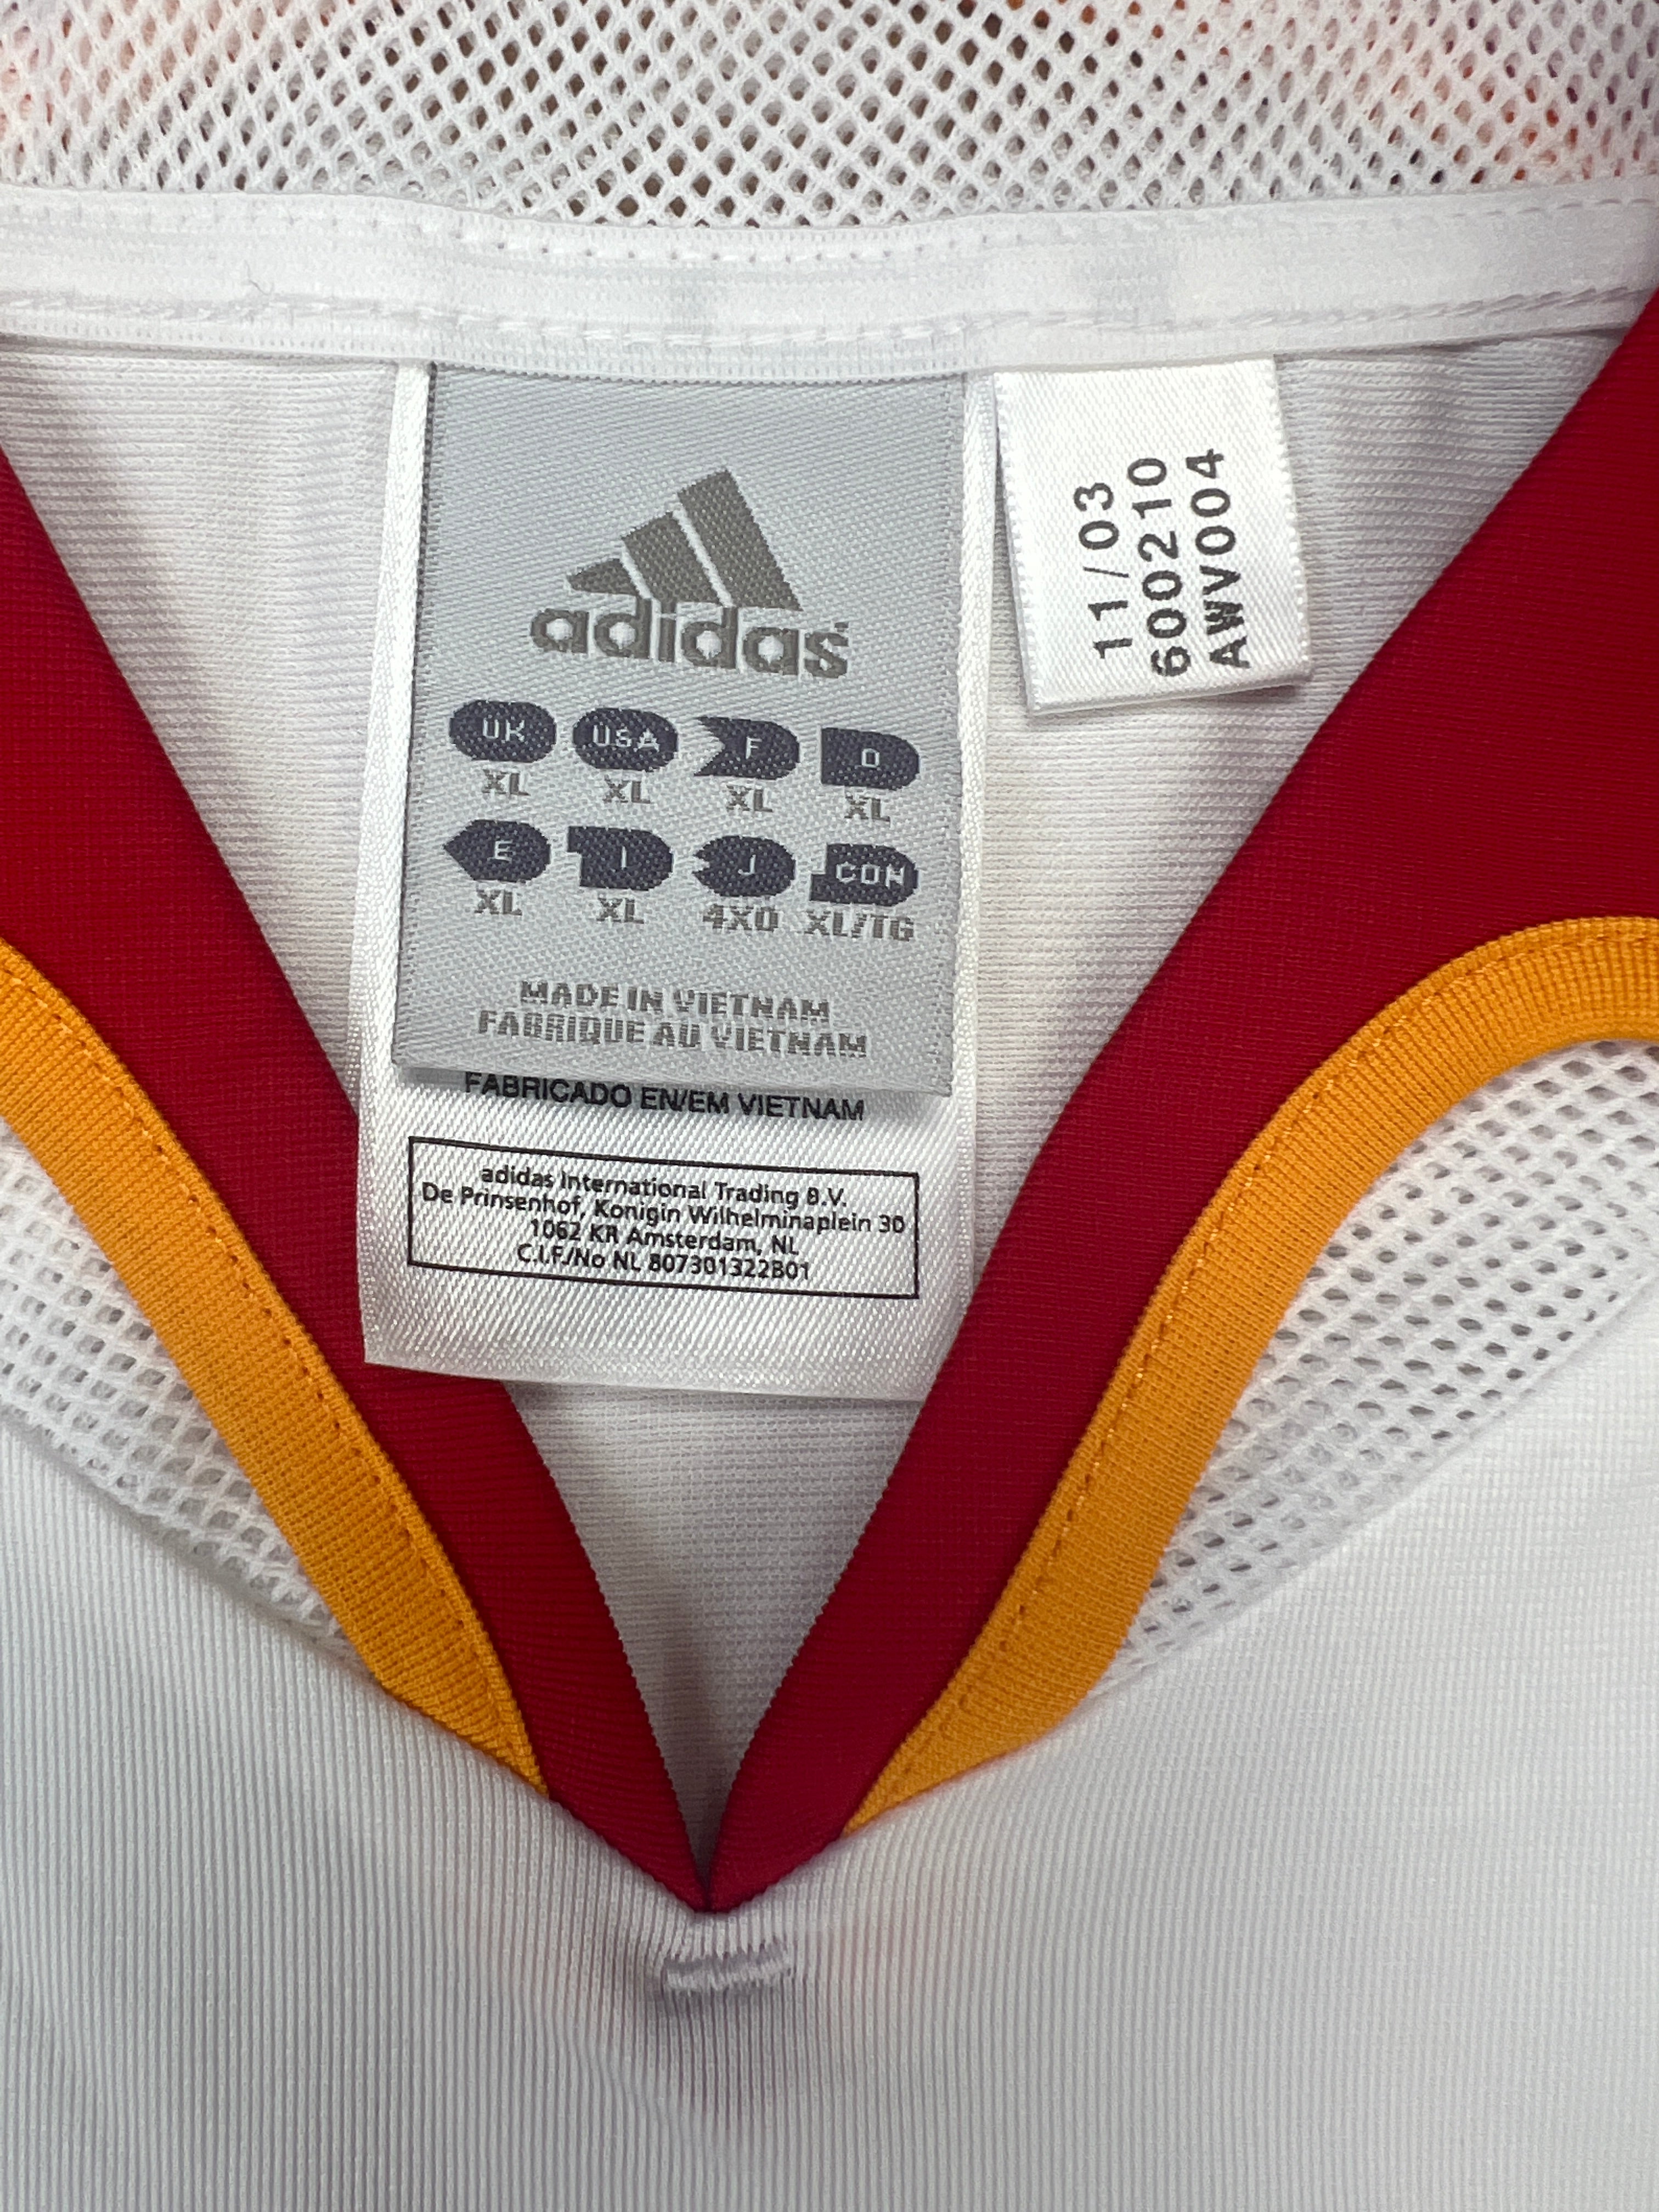 adidas
UK USA F D
XL XL XL XL
E I J CON
XL XL 4XO XL/TG
MADE IN VIETNAM
FABRIQUE AU VIETNAM
FABRICADO EN/EM VIETNAM
adidas International Trading B.V.
De Prinsenhof, Konigin Wilhelminaplein 30
1062 KR Amsterdam, NL
C.I.F./No NL 807301322B01
11/03
600210
AWV004